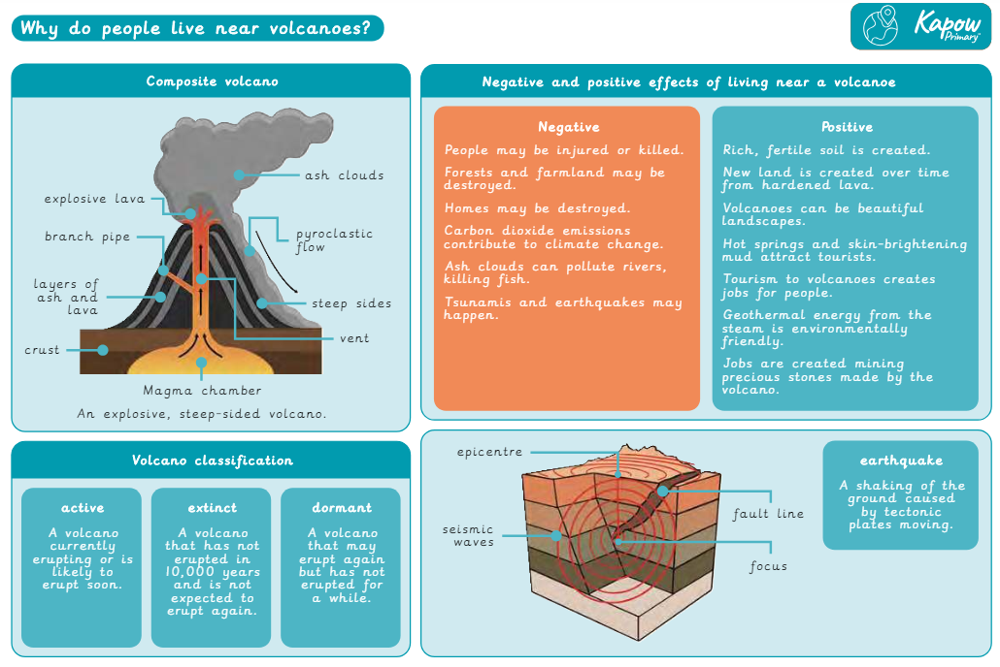 Why do people live near volcanoes?
Kapow
Primary
Composite volcano
ash clouds
explosive lava
branch pipe
pyroclastic
flow
layers of
ash and
lava
steep sides
vent
crust
Magma chamber
An explosive, steep-sided volcano.
Negative and positive effects of living near a volcanoe
Negative
People may be injured or killed.
Forests and farmland may be
destroyed.
Homes may be destroyed.
Carbon dioxide emissions
contribute to climate change.
Ash clouds can pollute rivers,
killing fish.
Tsunamis and earthquakes may
happen.
Positive
Rich, fertile soil is created.
New land is created over time
from hardened lava.
Volcanoes can be beautiful
landscapes.
Hot springs and skin-brightening
mud attract tourists.
Tourism to volcanoes creates
jobs for people.
Geothermal energy from the
steam is environmentally
friendly.
Jobs are created mining
precious stones made by the
volcano.
Volcano classification
active
A volcano
currently
erupting or is
likely to
erupt soon.
extinct
A volcano
that has not
erupted in
10,000 years
and is not
expected to
erupt again.
dormant
A volcano
that may
erupt again
but has not
erupted for
a while.
epicentre
seismic
waves
fault line
focus
earthquake
A shaking of the
ground caused
by tectonic
plates moving.